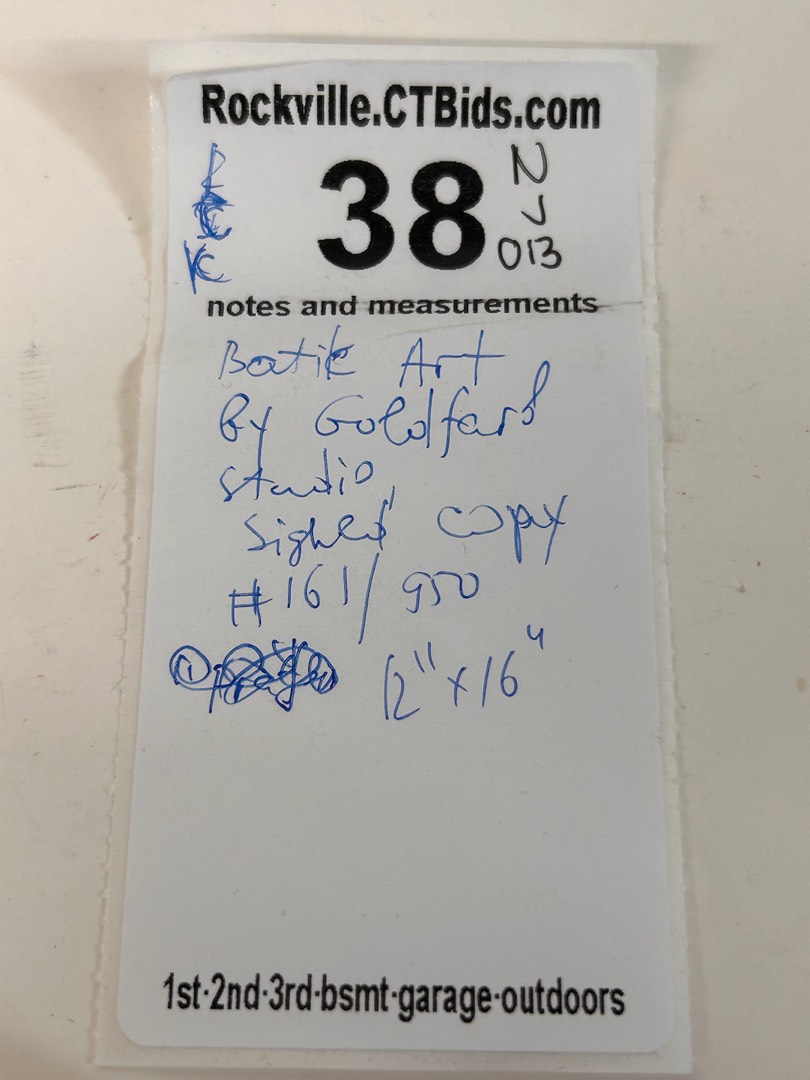 Rockville.CTBids.com
38
N
J
013
KC
notes and measurements
Batik Art
By Goldfarb
Studio,
Signed copy
#161/950
12" x 16"
1st·2nd·3rd·bsmt·garage·outdoors